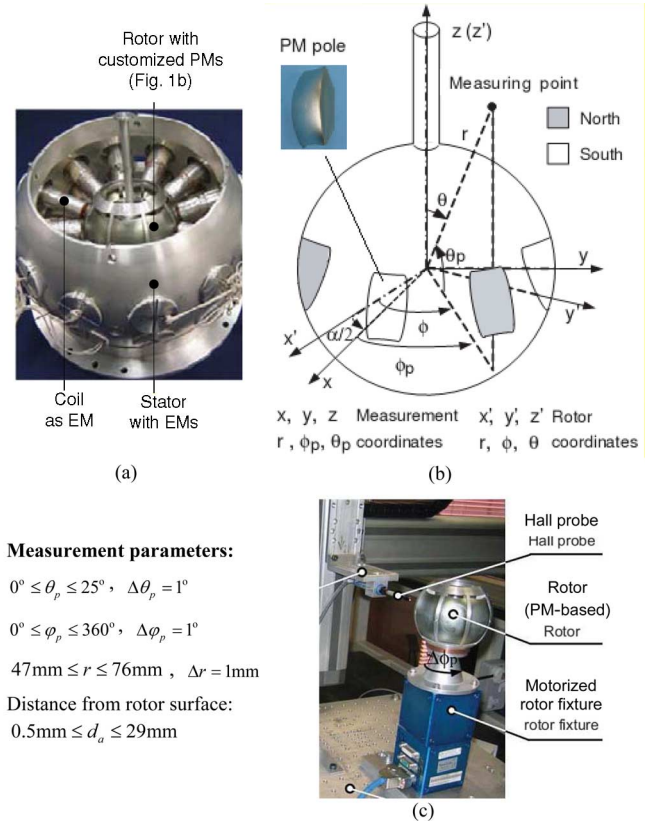 Rotor with
customized PMs
(Fig. 1b)
Coil
as EM
Stator
with EMs
(a)
PM pole
z (z')
Measuring point
r
North
South
θ
θp
y
y'
x'
α/2
x
ϕ
ϕp
x, y, z Measurement x', y', z' Rotor
r , ϕp, θp coordinates r, ϕ, θ coordinates
(b)
Measurement parameters:
0° ≤ θp ≤ 25°, Δθp = 1°
0° ≤ φp ≤ 360°, Δφp = 1°
47mm ≤ r ≤ 76mm , Δr = 1mm
Distance from rotor surface:
0.5mm ≤ da ≤ 29mm
Hall probe
Hall probe
Rotor
(PM-based)
Rotor
Δϕp
Motorized
rotor fixture
rotor fixture
(c)